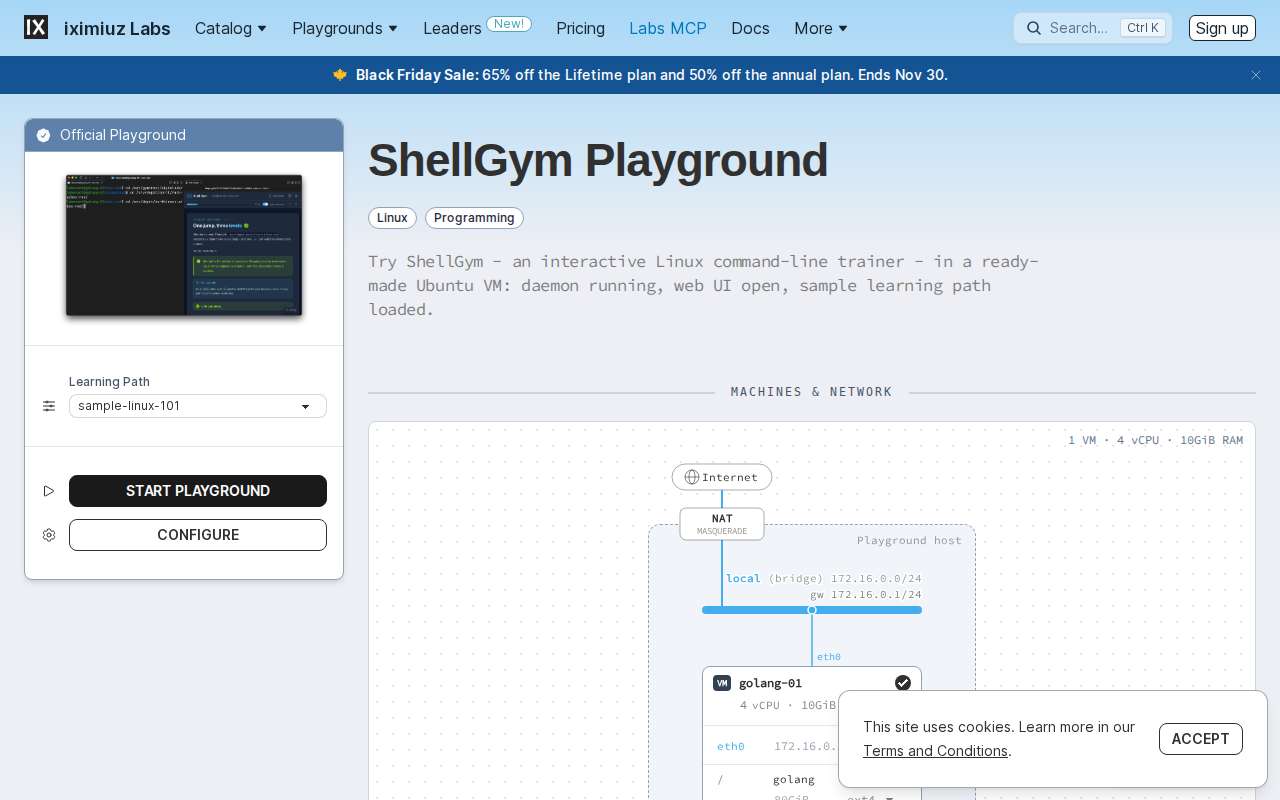 iximiuz Labs
Catalog
Playgrounds
Leaders New!
Pricing
Labs MCP
Docs
More
Search... Ctrl K
Sign up
🍁 Black Friday Sale: 65% off the Lifetime plan and 50% off the annual plan. Ends Nov 30.
Official Playground
Learning Path
sample-linux-101
START PLAYGROUND
CONFIGURE
ShellGym Playground
Linux Programming
Try ShellGym - an interactive Linux command-line trainer - in a ready-
made Ubuntu VM: daemon running, web UI open, sample learning path
loaded.
MACHINES & NETWORK
1 VM · 4 vCPU · 10GiB RAM
Internet
NAT
MASQUERADE
Playground host
local (bridge) 172.16.0.0/24
gw 172.16.0.1/24
eth0
VM golang-01
4 vCPU · 10GiB
eth0 172.16.0.
/ golang
80GiB ext4
This site uses cookies. Learn more in our
Terms and Conditions.
ACCEPT